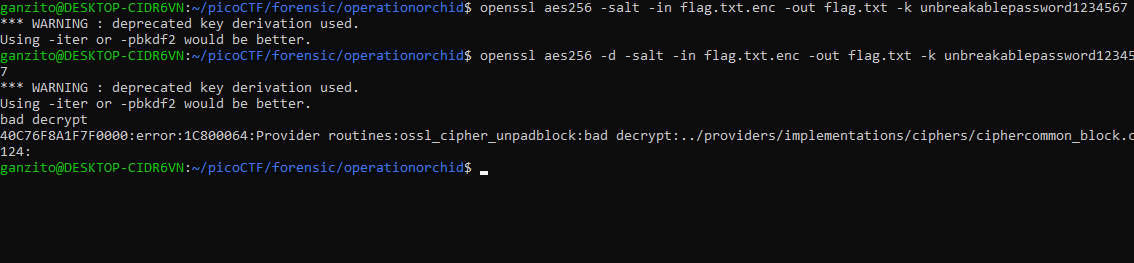 ganzito@DESKTOP-CIDR6VN:~/picoCTF/forensic/operationorchid$ openssl aes256 -salt -in flag.txt.enc -out flag.txt -k unbreakablepassword1234567
*** WARNING : deprecated key derivation used.
Using -iter or -pbkdf2 would be better.
ganzito@DESKTOP-CIDR6VN:~/picoCTF/forensic/operationorchid$ openssl aes256 -d -salt -in flag.txt.enc -out flag.txt -k unbreakablepassword12345
7
*** WARNING : deprecated key derivation used.
Using -iter or -pbkdf2 would be better.
bad decrypt
40C76F8A1F7F0000:error:1C800064:Provider routines:ossl_cipher_unpadblock:bad decrypt:../providers/implementations/ciphers/ciphercommon_block.c
124:
ganzito@DESKTOP-CIDR6VN:~/picoCTF/forensic/operationorchid$